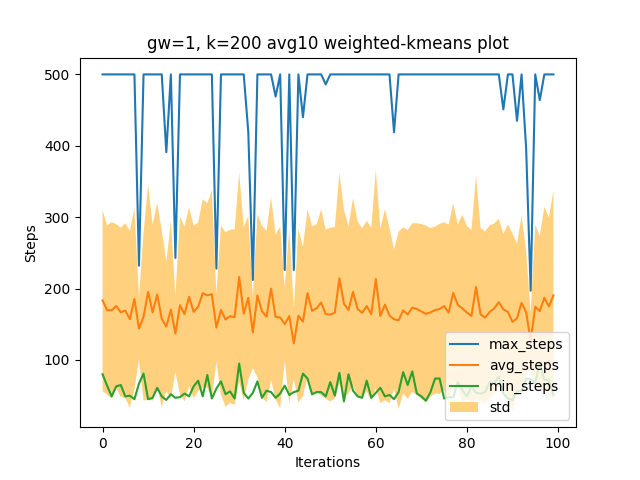 gw=1, k=200 avg10 weighted-kmeans plot
500
400
300
200
100
Steps
0
20
40
60
80
100
Iterations
max_steps
avg_steps
min_steps
std